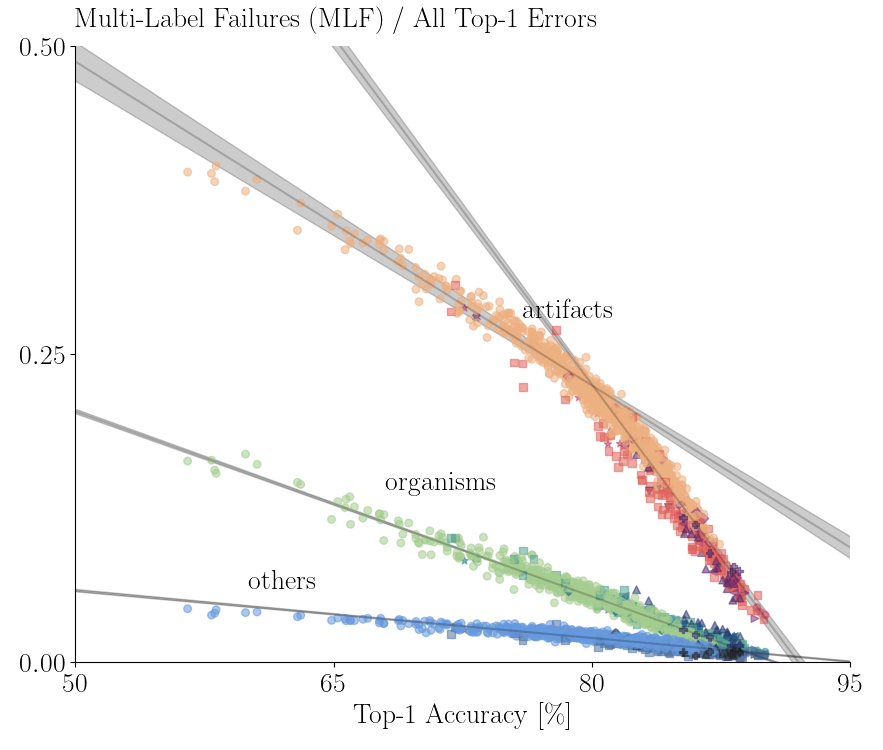 Multi-Label Failures (MLF) / All Top-1 Errors
0.50
artifacts
0.25
organisms
others
0.00
50 65 80 95
Top-1 Accuracy [%]